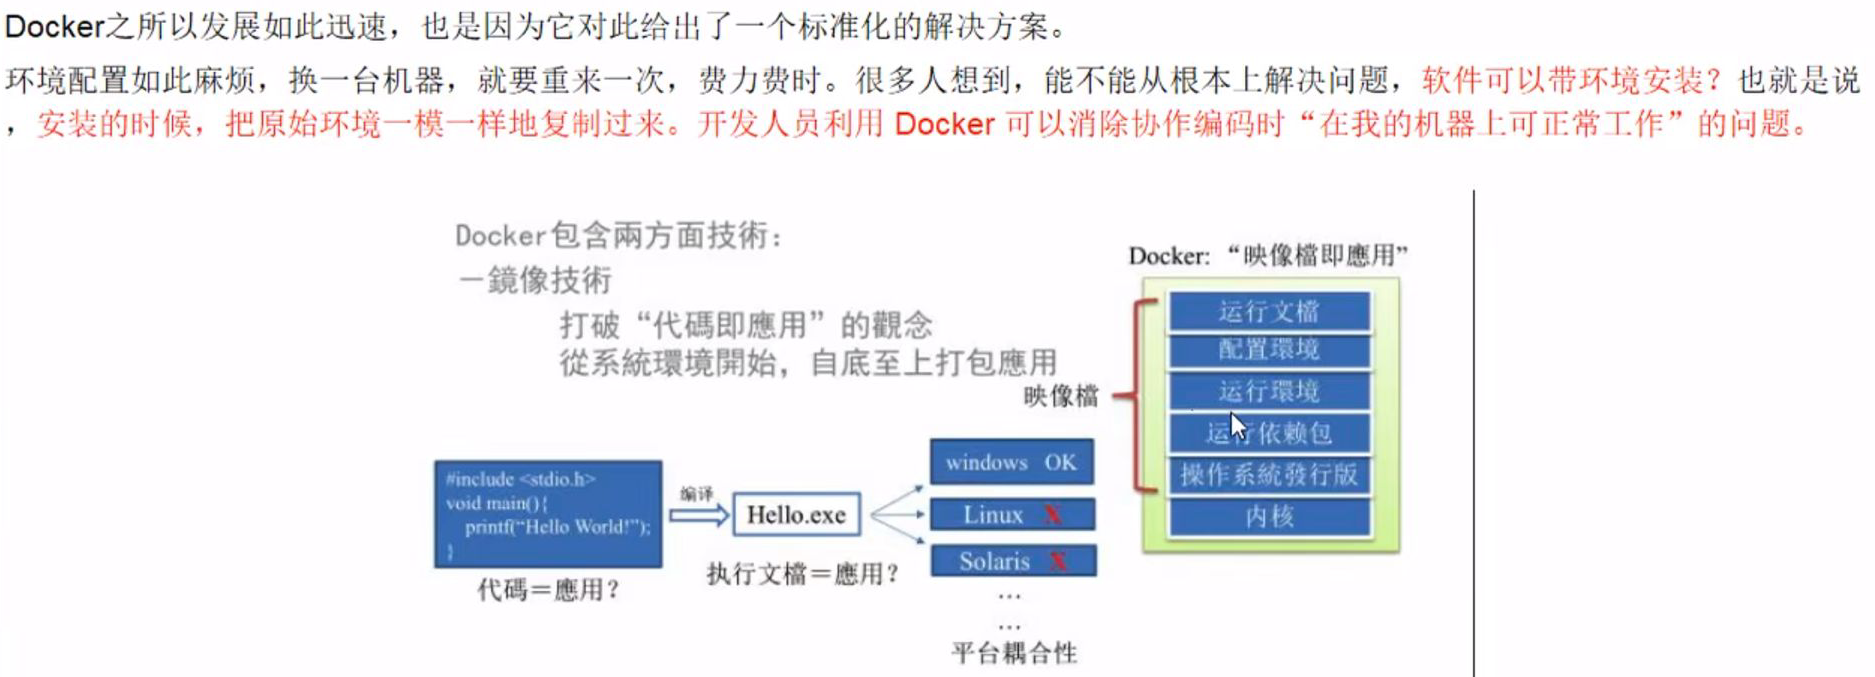 Docker之所以发展如此迅速，也是因为它对此给出了一个标准化的解决方案。
环境配置如此麻烦，换一台机器，就要重来一次，费力费时。很多人想到，能不能从根本上解决问题，软件可以带环境安装？也就是说
，安装的时候，把原始环境一模一样地复制过来。开发人员利用 Docker 可以消除协作编码时“在我的机器上可正常工作”的问题。
Docker包含兩方面技術：
－鏡像技術
打破“代碼即應用”的觀念
從系統環境開始，自底至上打包應用
Docker: “映像檔即應用”
运行文檔
配置環境
运行環境
运行依赖包
操作系統發行版
内核
映像檔
#include <stdio.h>
void main(){
printf(“Hello World!”);
}
代碼＝應用？
编译
Hello.exe
执行文檔＝應用？
windows OK
Linux X
Solaris X
...
...
平台耦合性